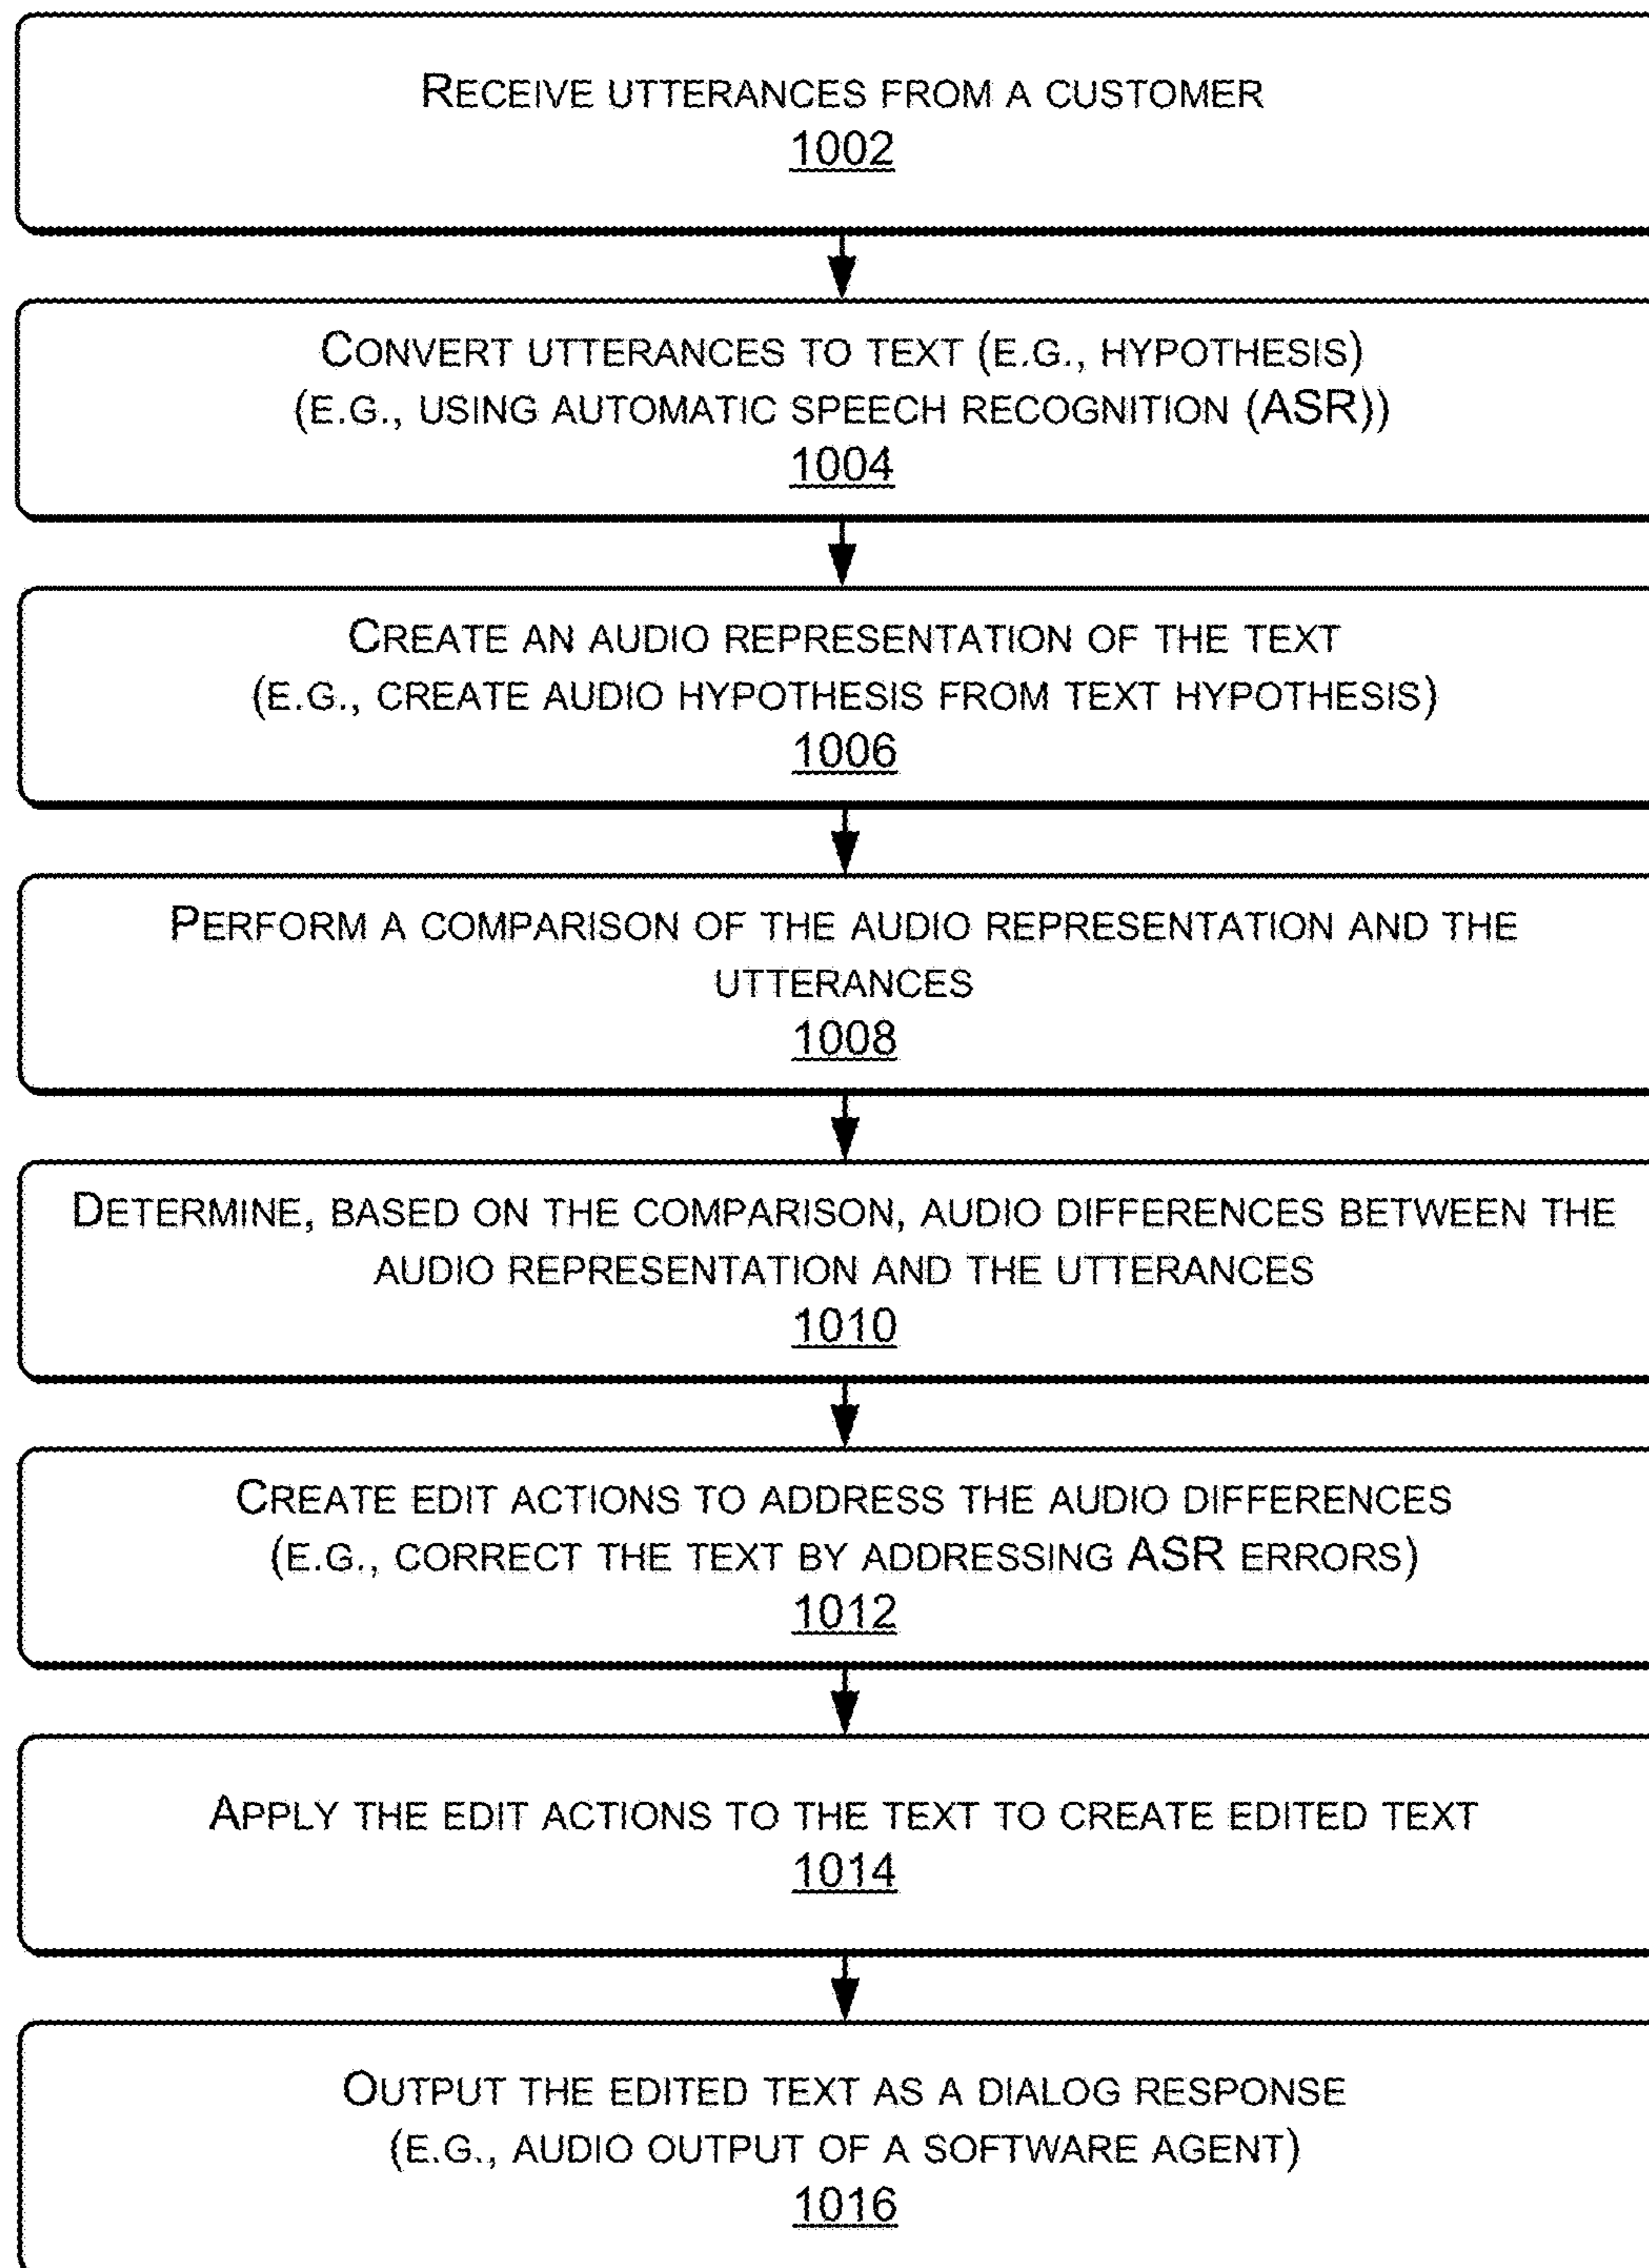 RECEIVE UTTERANCES FROM A CUSTOMER
1002
CONVERT UTTERANCES TO TEXT (E.G., HYPOTHESIS)
(E.G., USING AUTOMATIC SPEECH RECOGNITION (ASR))
1004
CREATE AN AUDIO REPRESENTATION OF THE TEXT
(E.G., CREATE AUDIO HYPOTHESIS FROM TEXT HYPOTHESIS)
1006
PERFORM A COMPARISON OF THE AUDIO REPRESENTATION AND THE
UTTERANCES
1008
DETERMINE, BASED ON THE COMPARISON, AUDIO DIFFERENCES BETWEEN THE
AUDIO REPRESENTATION AND THE UTTERANCES
1010
CREATE EDIT ACTIONS TO ADDRESS THE AUDIO DIFFERENCES
(E.G., CORRECT THE TEXT BY ADDRESSING ASR ERRORS)
1012
APPLY THE EDIT ACTIONS TO THE TEXT TO CREATE EDITED TEXT
1014
OUTPUT THE EDITED TEXT AS A DIALOG RESPONSE
(E.G., AUDIO OUTPUT OF A SOFTWARE AGENT)
1016